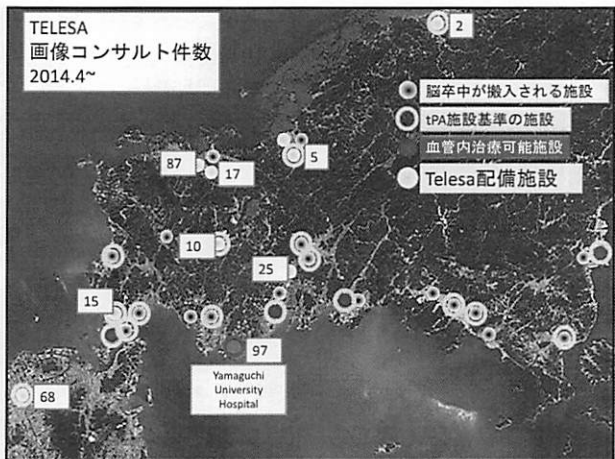 TELESA
画像コンサルト件数
2014.4~
2
脳卒中が搬入される施設
tPA施設基準の施設
血管内治療可能施設
Telesa配備施設
87
17
5
10
25
15
97
Yamaguchi
University
Hospital
68